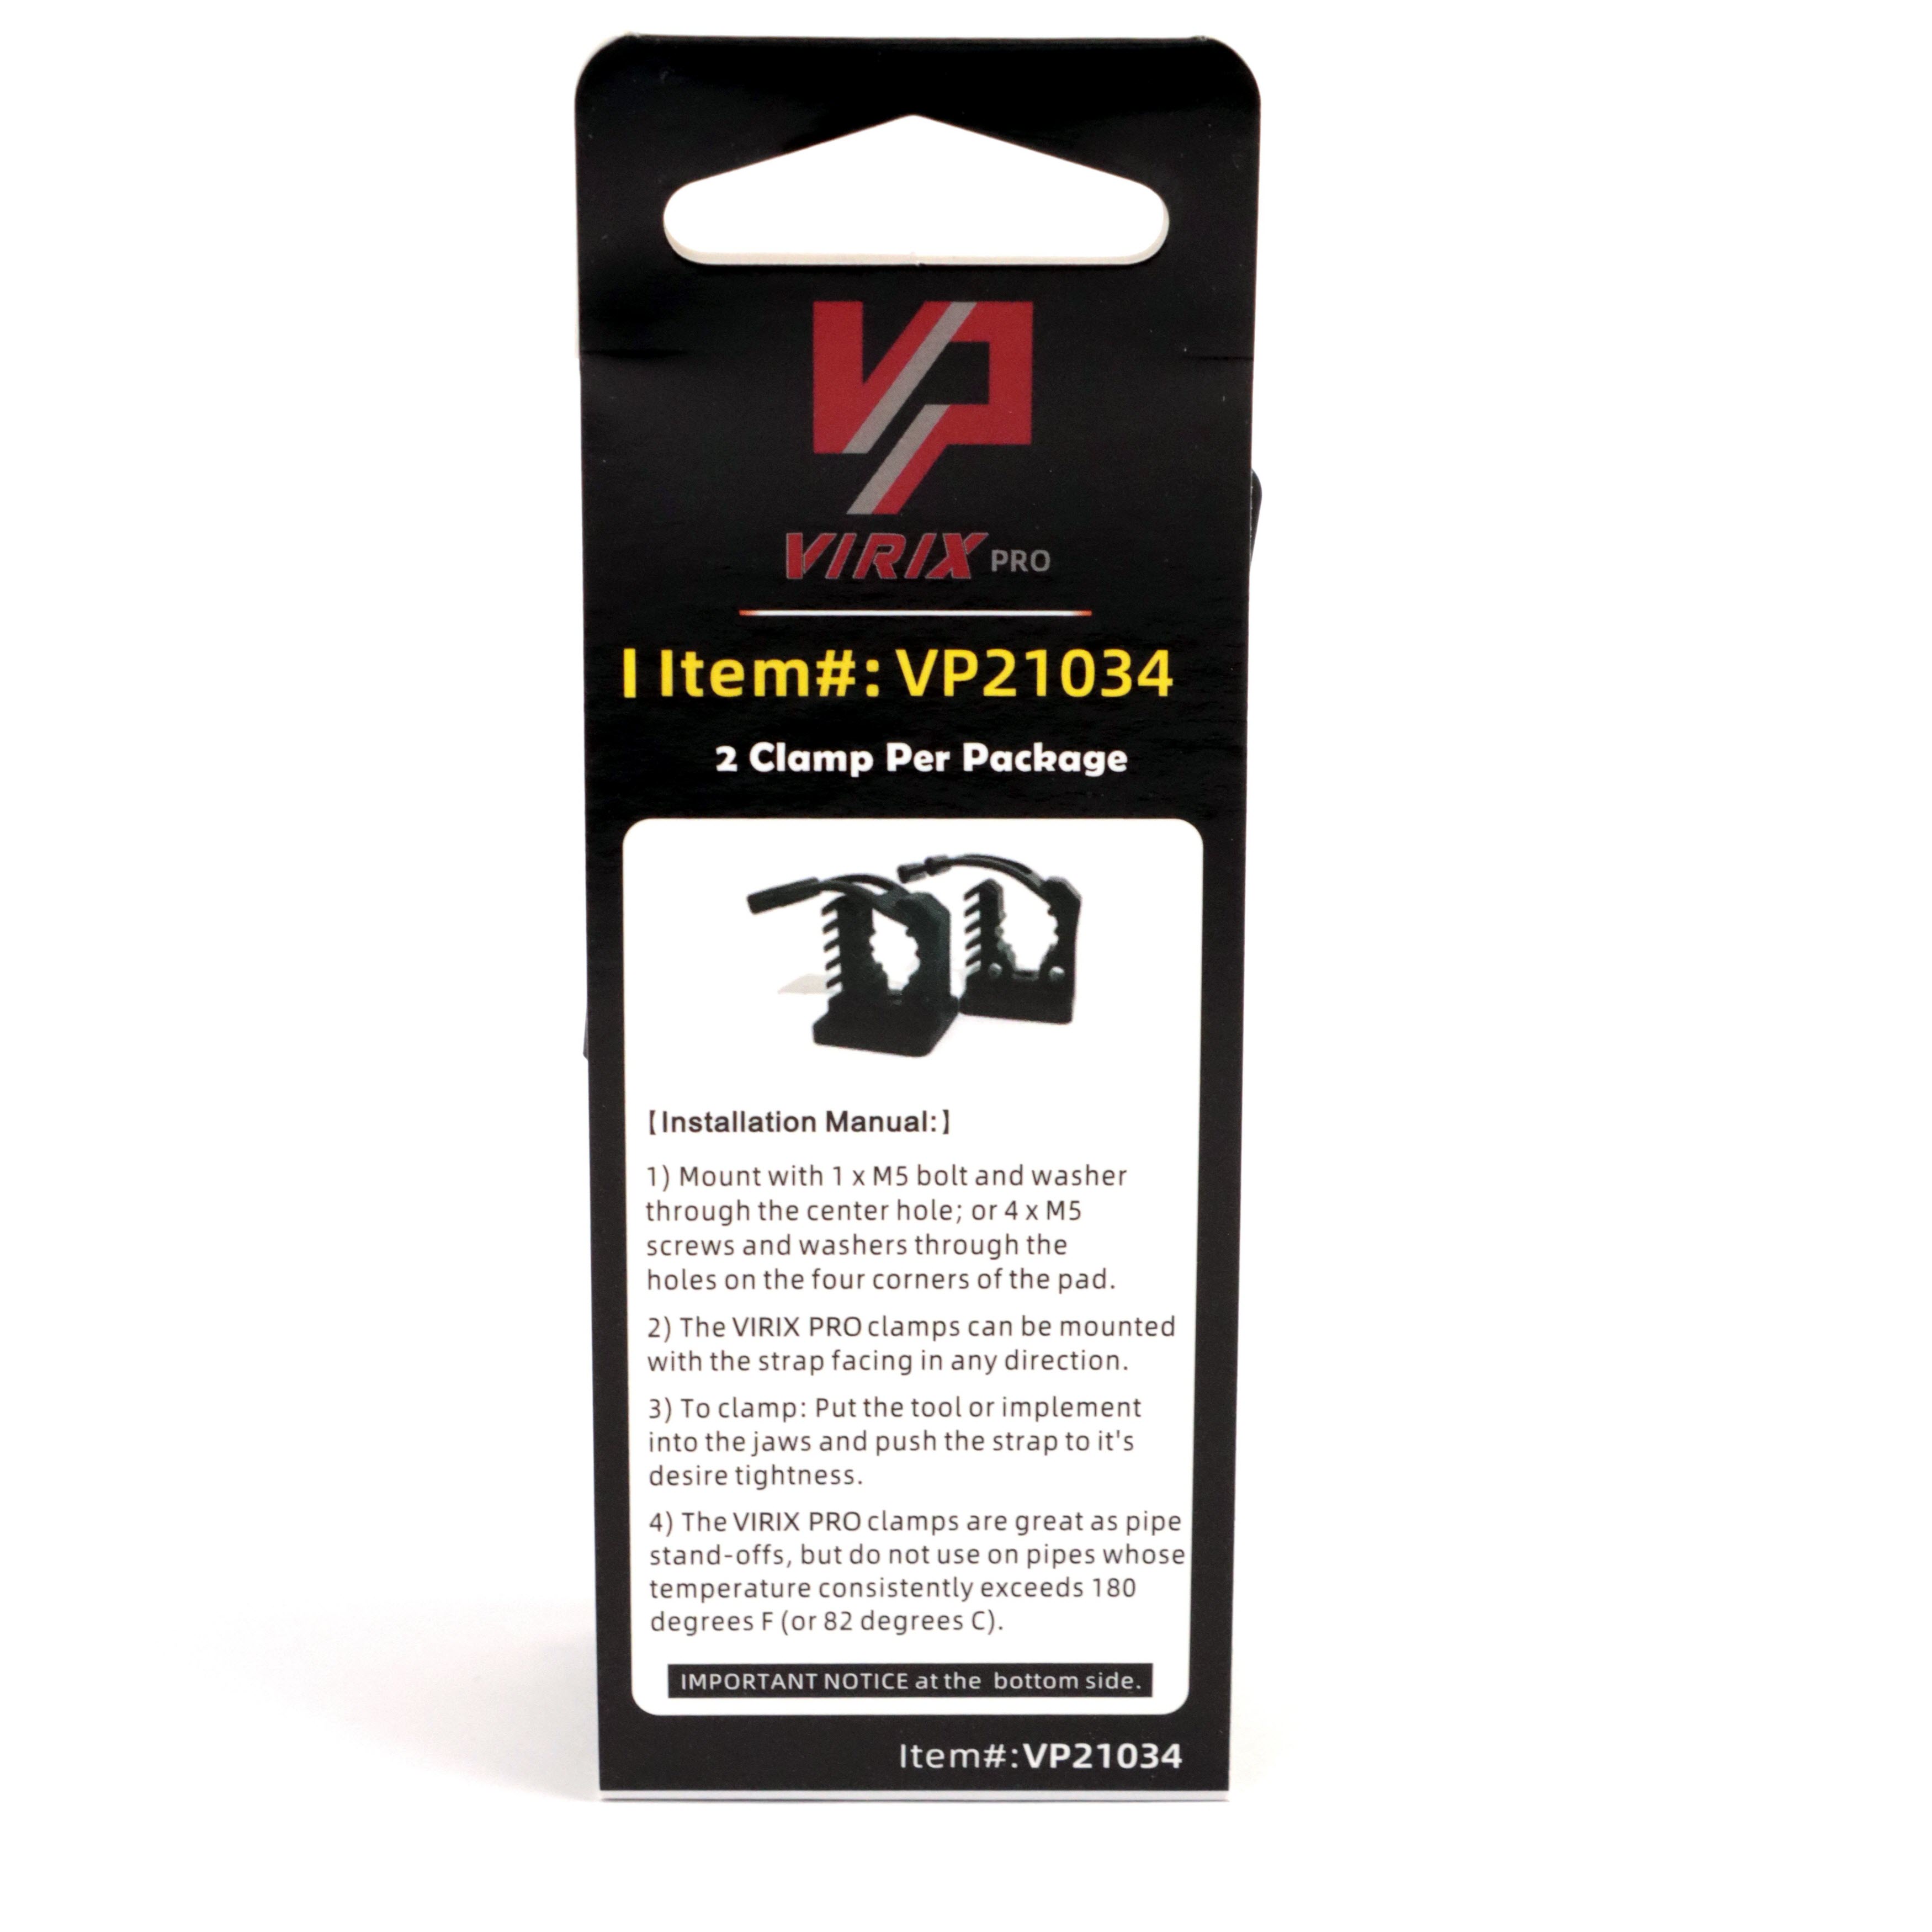 VP
VIRIX PRO
I Item#: VP21034
2 Clamp Per Package
【Installation Manual:】
1) Mount with 1 x M5 bolt and washer
through the center hole; or 4 x M5
screws and washers through the
holes on the four corners of the pad.
2) The VIRIX PRO clamps can be mounted
with the strap facing in any direction.
3) To clamp: Put the tool or implement
into the jaws and push the strap to it's
desire tightness.
4) The VIRIX PRO clamps are great as pipe
stand-offs, but do not use on pipes whose
temperature consistently exceeds 180
degrees F (or 82 degrees C).
IMPORTANT NOTICE at the bottom side.
Item#:VP21034